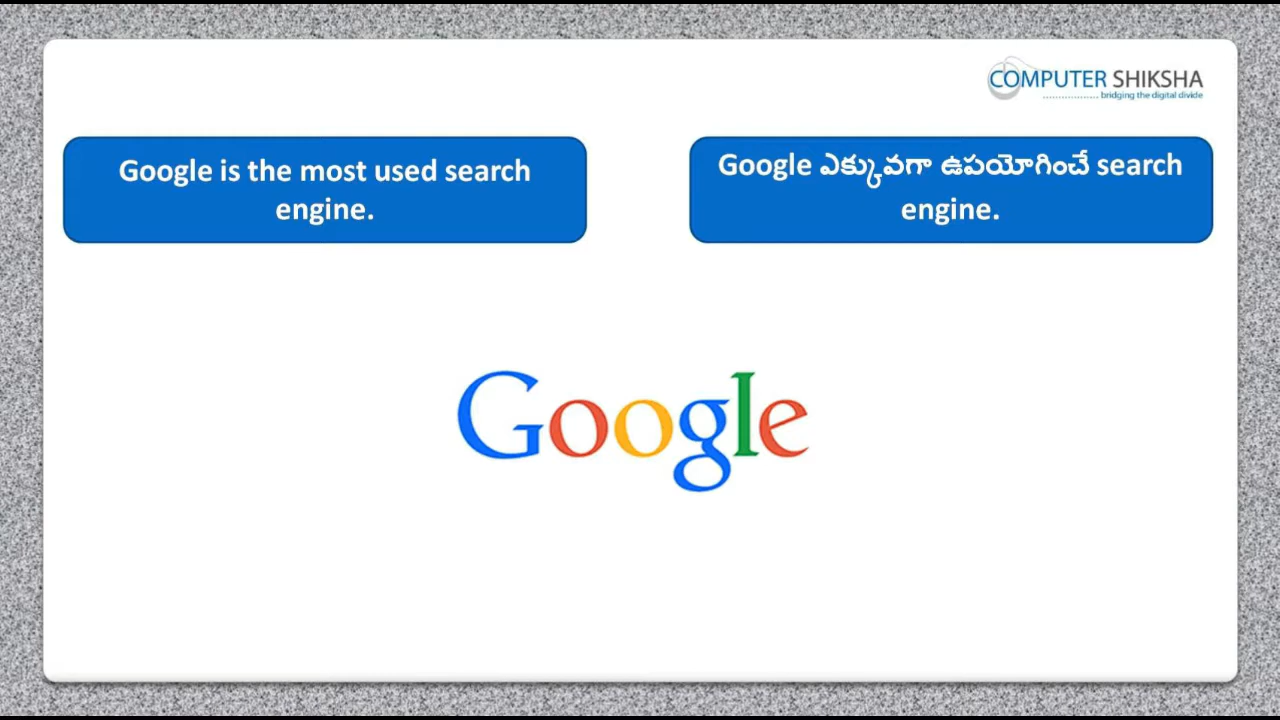 COMPUTER SHIKSHA
bridging the digital divide
Google is the most used search
engine.
Google ఎక్కువగా ఉపయోగించే search
engine.
Google